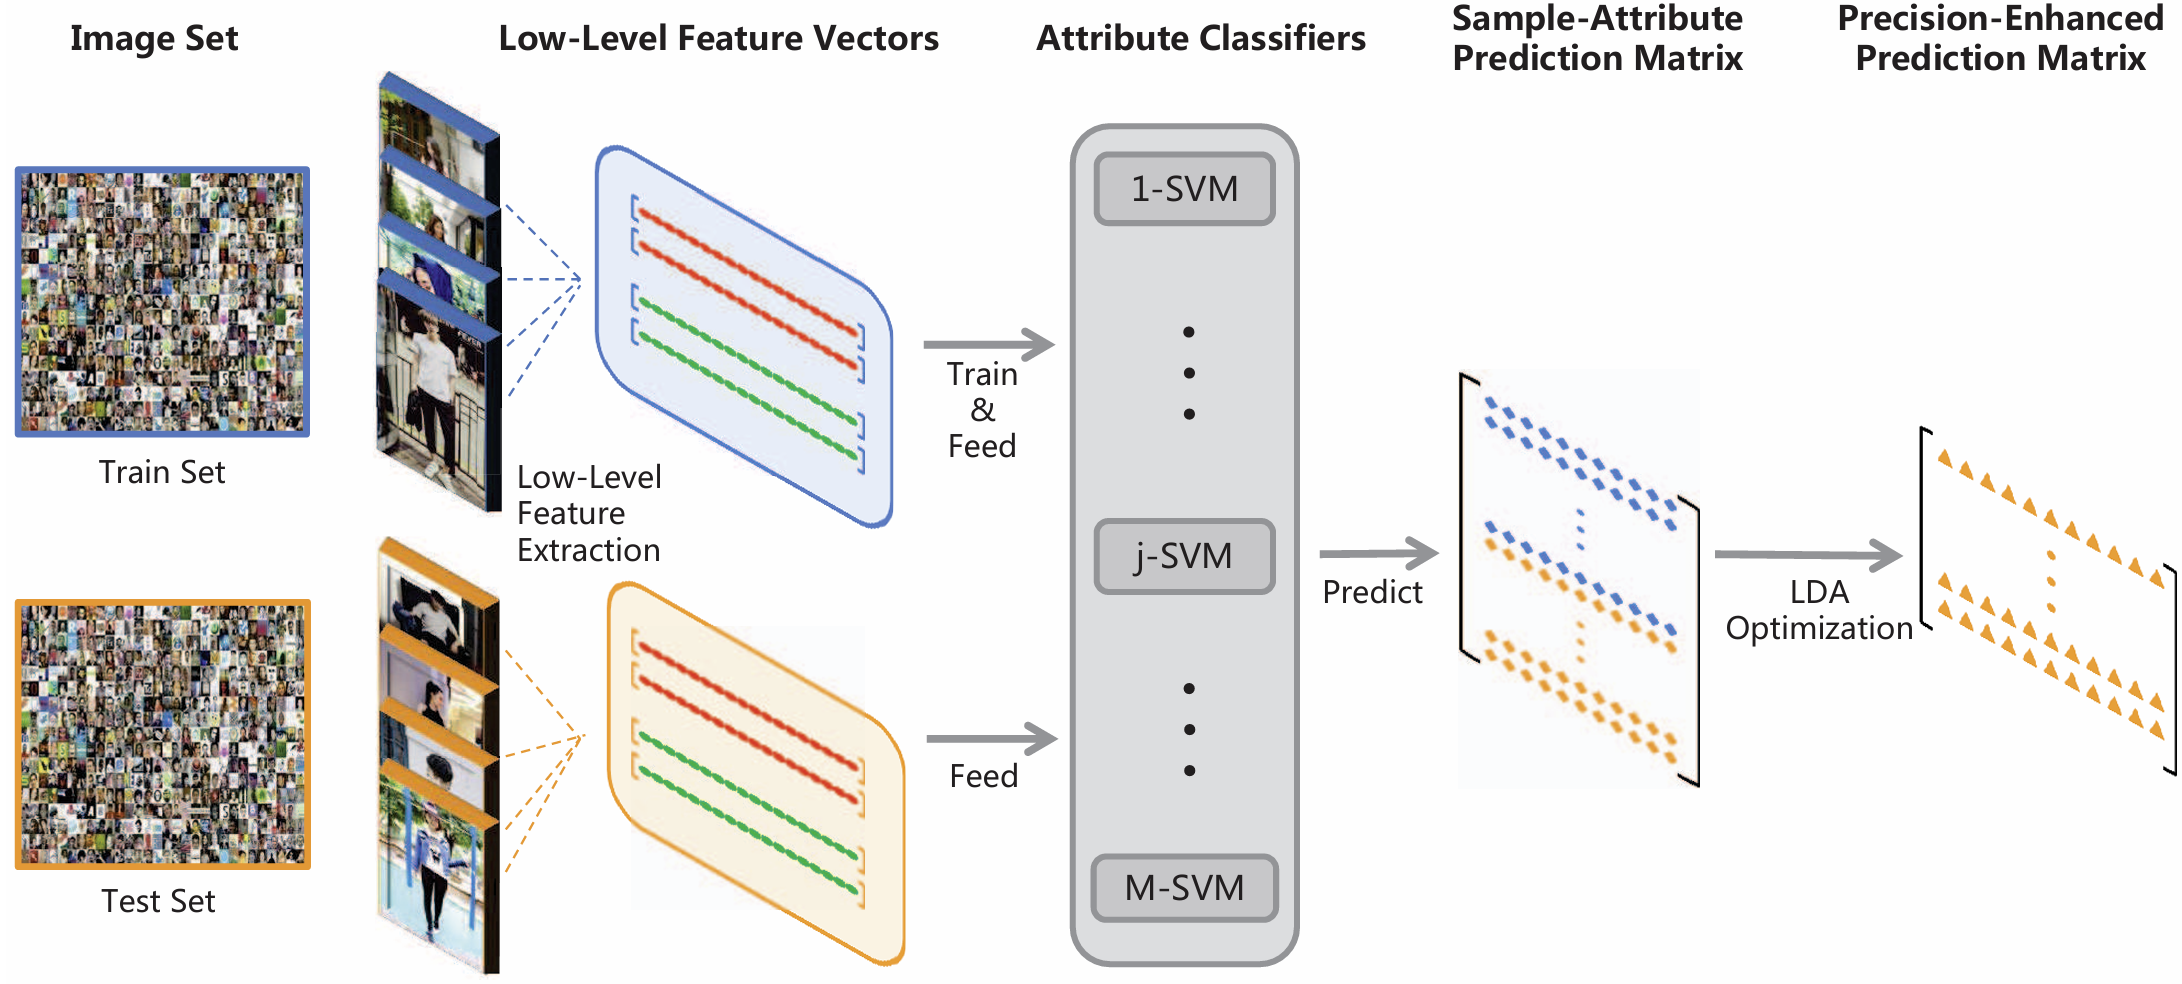 Image Set
Low-Level Feature Vectors
Attribute Classifiers
Sample-Attribute
Prediction Matrix
Precision-Enhanced
Prediction Matrix
Train Set
Low-Level
Feature
Extraction
Train
&
Feed
1-SVM
j-SVM
M-SVM
Predict
LDA
Optimization
Test Set
Feed